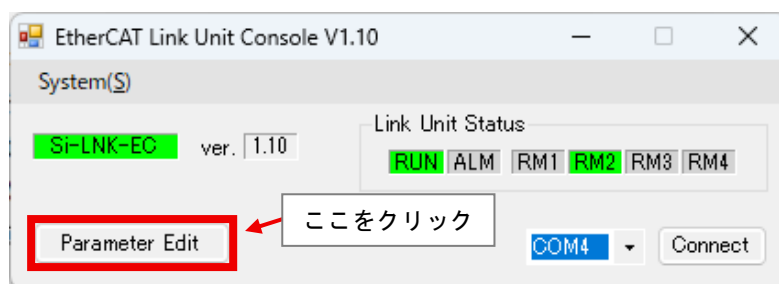 EtherCAT Link Unit Console V1.10
System(S)
Link Unit Status
Si-LNK-EC ver. 1.10
RUN ALM RM1 RM2 RM3 RM4
ここをクリック
Parameter Edit
COM4 Connect